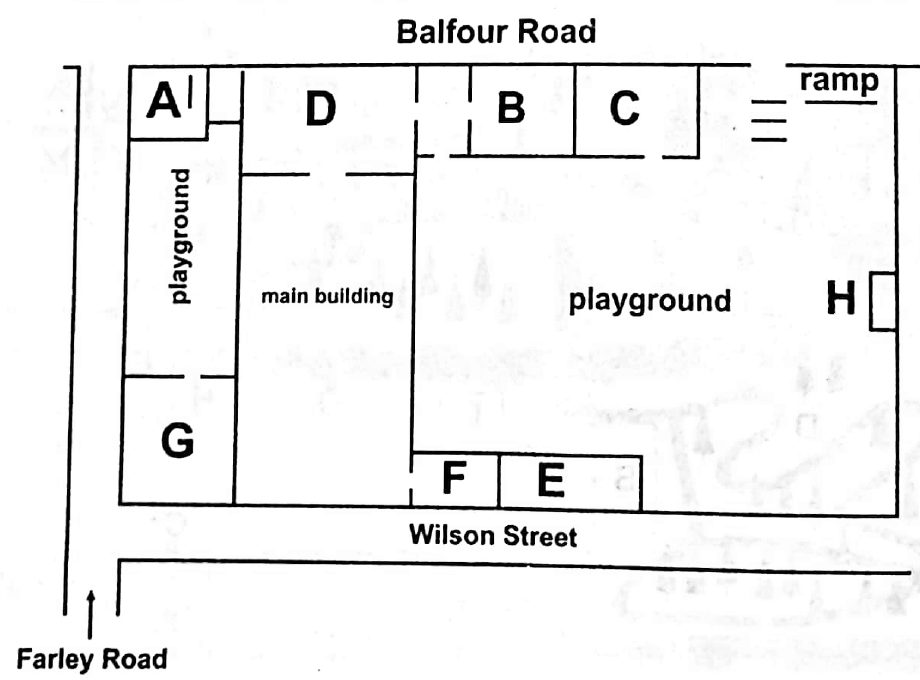 Balfour Road
ramp
A
D
B
C
playground
main building
playground
H
G
F
E
Wilson Street
Farley Road